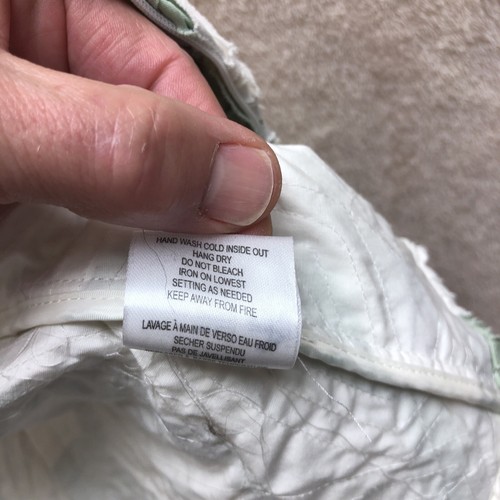 HAND WASH COLD INSIDE OUT
HANG DRY
DO NOT BLEACH
IRON ON LOWEST
SETTING AS NEEDED
KEEP AWAY FROM FIRE
LAVAGE À MAIN DE VERSO EAU FROID
SECHER SUSPENDU
PAS DE JAVELLISANT